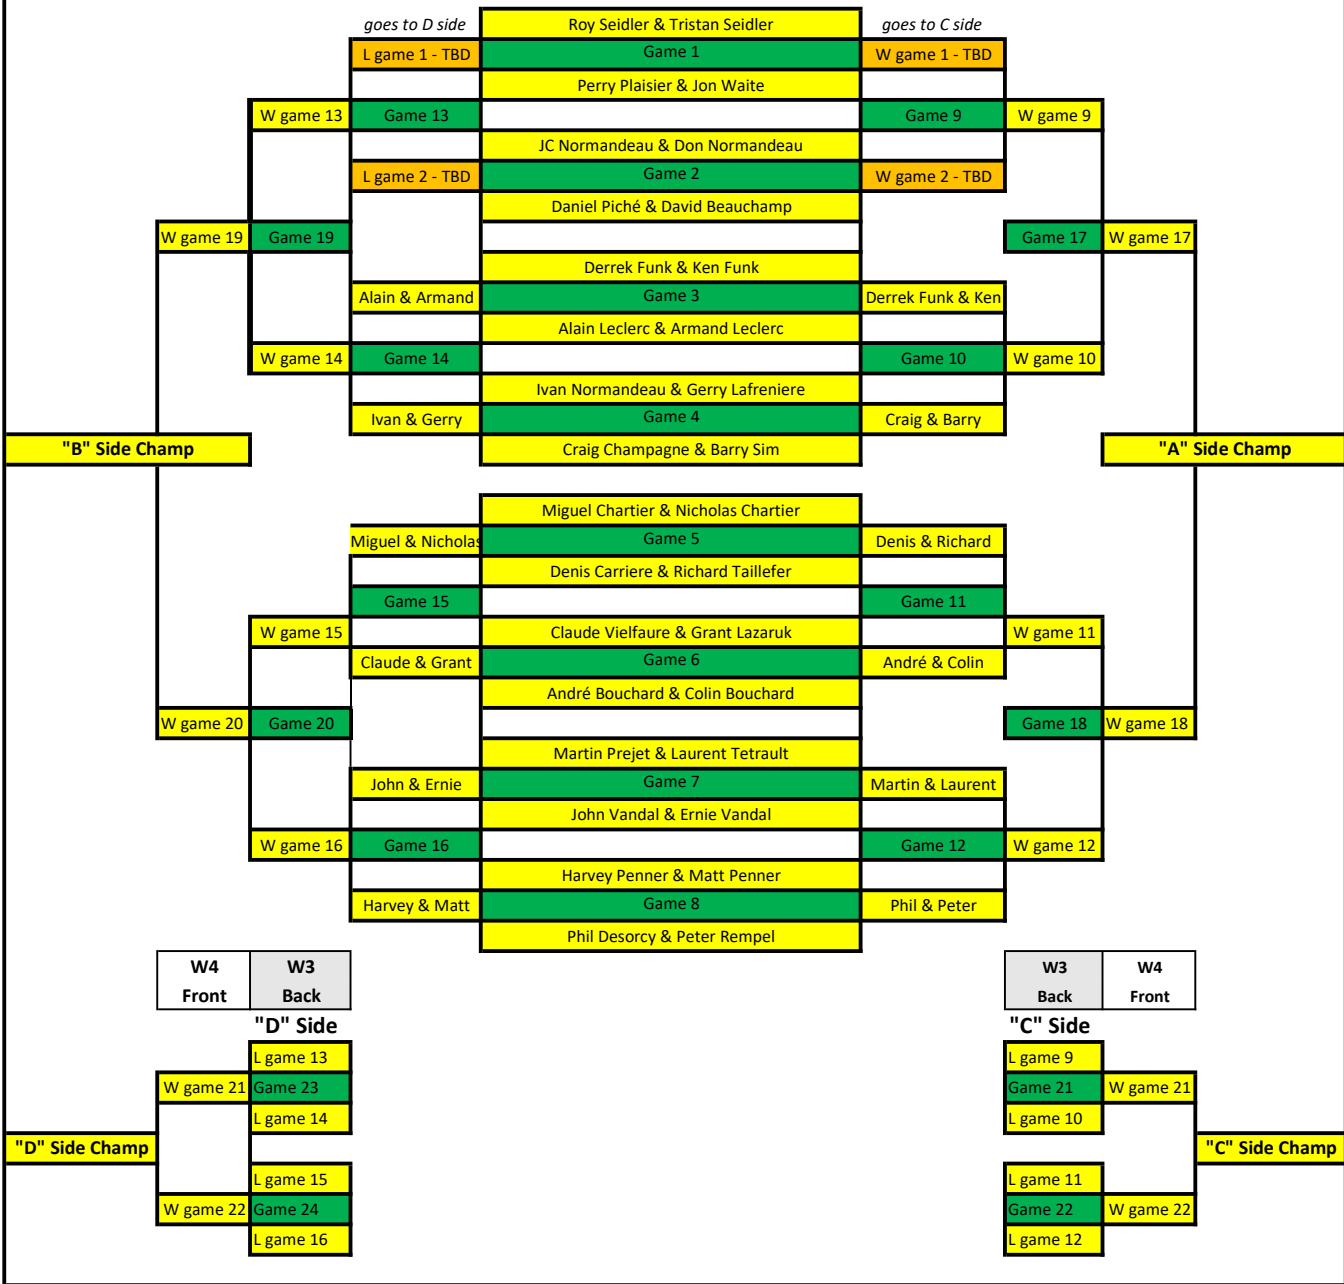 goes to D side Roy Seidler & Tristan Seidler goes to C side
L game 1 - TBD Game 1 W game 1 - TBD
Perry Plaisier & Jon Waite
W game 13 Game 13 Game 9 W game 9
JC Normandeau & Don Normandeau
L game 2 - TBD Game 2 W game 2 - TBD
Daniel Piché & David Beauchamp
W game 19 Game 19 Game 17 W game 17
Derrek Funk & Ken Funk
Alain & Armand Game 3 Derrek Funk & Ken
Alain Leclerc & Armand Leclerc
W game 14 Game 14 Game 10 W game 10
Ivan Normandeau & Gerry Lafreniere
Ivan & Gerry Game 4 Craig & Barry
"B" Side Champ Craig Champagne & Barry Sim "A" Side Champ
Miguel Chartier & Nicholas Chartier
Miguel & Nicholas Game 5 Denis & Richard
Denis Carriere & Richard Taillefer
Game 15 Game 11
W game 15 Claude Vielfaure & Grant Lazaruk W game 11
Claude & Grant Game 6 André & Colin
André Bouchard & Colin Bouchard
W game 20 Game 20 Game 18 W game 18
Martin Prejet & Laurent Tetrault
John & Ernie Game 7 Martin & Laurent
John Vandal & Ernie Vandal
W game 16 Game 16 Game 12 W game 12
Harvey Penner & Matt Penner
Harvey & Matt Game 8 Phil & Peter
Phil Desorcy & Peter Rempel
W4 W3 W3 W4
Front Back Back Front
"D" Side "C" Side
L game 13 L game 9
W game 21 Game 23 Game 21 W game 21
L game 14 L game 10
"D" Side Champ "C" Side Champ
L game 15 L game 11
W game 22 Game 24 Game 22 W game 22
L game 16 L game 12